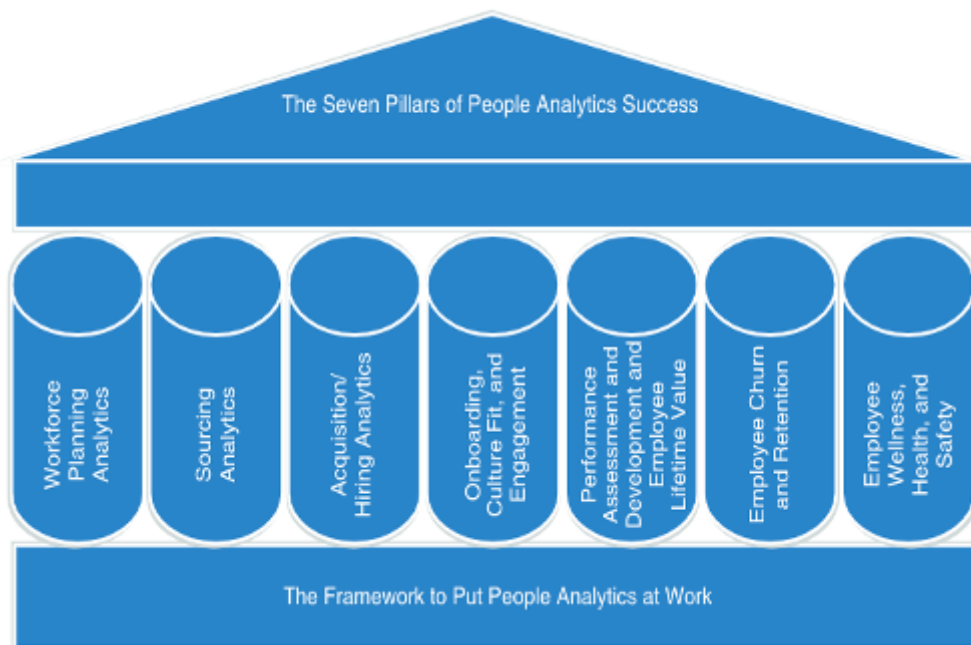 The Seven Pillars of People Analytics Success
Workforce
Planning
Analytics
Sourcing
Analytics
Acquisition/
Hiring Analytics
Onboarding,
Culture Fit, and
Engagement
Performance
Assessment and
Development and
Employee
Lifetime Value
Employee Churn
and Retention
Employee
Wellness,
Health, and
Safety
The Framework to Put People Analytics at Work